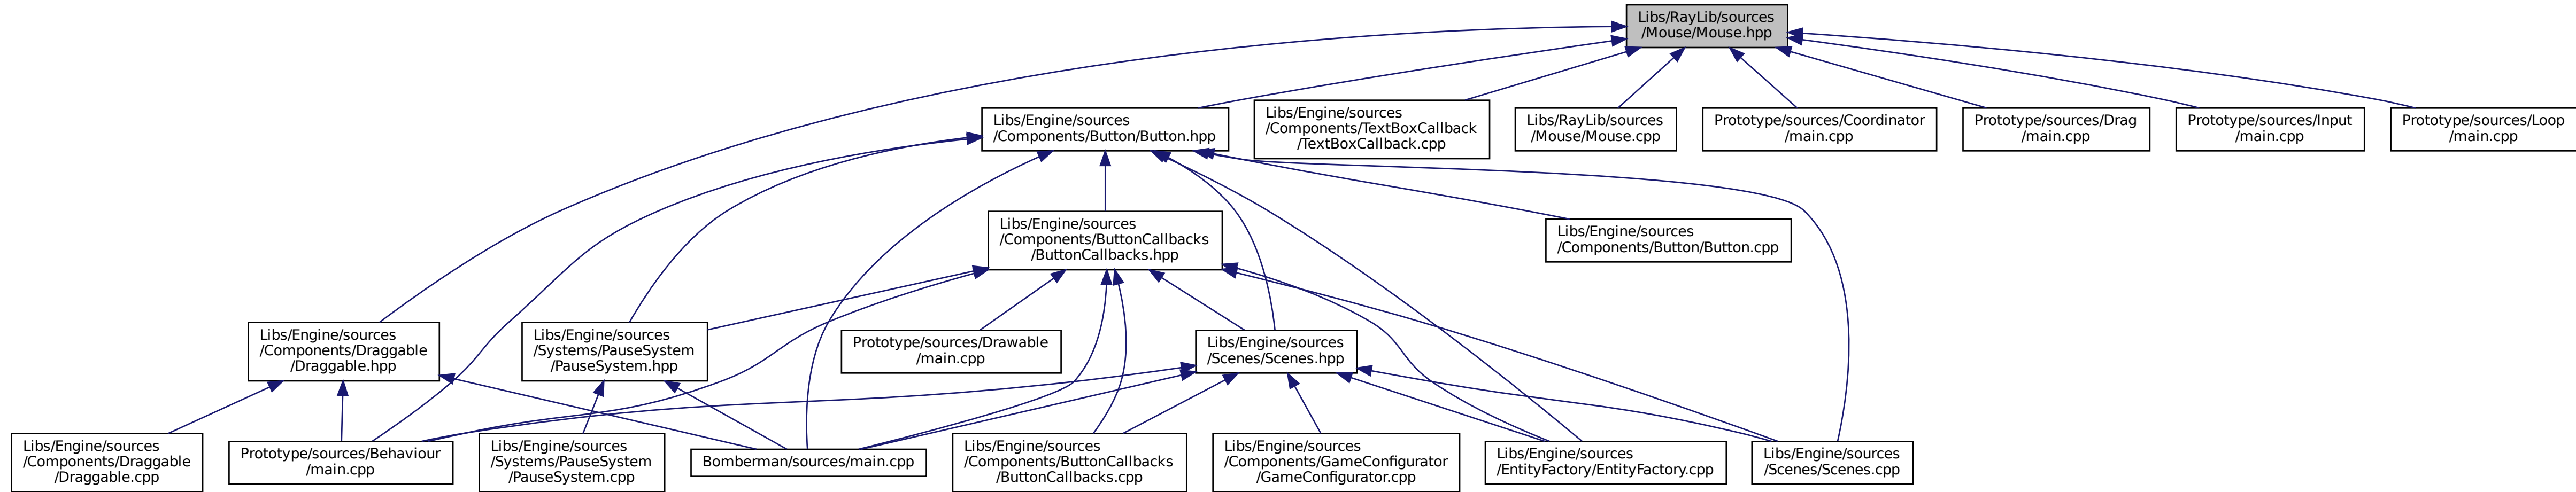 Libs/RayLib/sources
/Mouse/Mouse.hpp
Libs/Engine/sources
/Components/Button/Button.hpp
Libs/Engine/sources
/Components/TextBoxCallback
/TextBoxCallback.cpp
Libs/RayLib/sources
/Mouse/Mouse.cpp
Prototype/sources/Coordinator
/main.cpp
Prototype/sources/Drag
/main.cpp
Prototype/sources/Input
/main.cpp
Prototype/sources/Loop
/main.cpp
Libs/Engine/sources
/Components/ButtonCallbacks
/ButtonCallbacks.hpp
Libs/Engine/sources
/Components/Button/Button.cpp
Libs/Engine/sources
/Components/Draggable
/Draggable.hpp
Libs/Engine/sources
/Systems/PauseSystem
/PauseSystem.hpp
Prototype/sources/Drawable
/main.cpp
Libs/Engine/sources
/Scenes/Scenes.hpp
Libs/Engine/sources
/Components/Draggable
/Draggable.cpp
Prototype/sources/Behaviour
/main.cpp
Libs/Engine/sources
/Systems/PauseSystem
/PauseSystem.cpp
Bomberman/sources/main.cpp
Libs/Engine/sources
/Components/ButtonCallbacks
/ButtonCallbacks.cpp
Libs/Engine/sources
/Components/GameConfigurator
/GameConfigurator.cpp
Libs/Engine/sources
/EntityFactory/EntityFactory.cpp
Libs/Engine/sources
/Scenes/Scenes.cpp